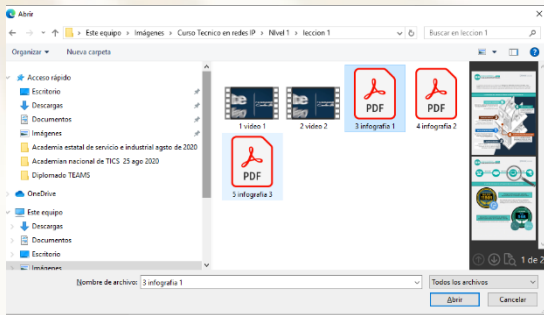 Abrir
Este equipo > Imágenes > Curso Tecnico en redes IP > NIvel 1 > leccion 1
Buscar en leccion 1
Organizar
Nueva carpeta
Acceso rápido
Escritorio
Descargas
Documentos
Imágenes
Academia estatal de servicio e industrial agsto de 2020
Academian nacional de TICS 25 ago 2020
Diplomado TEAMS
OneDrive
Este equipo
Descargas
Documentos
Escritorio
Imágenes
1 video 1
2 video 2
PDF
3 infografia 1
PDF
4 infografia 2
PDF
5 infografia 3
1 de 2
Nombre de archivo:
3 infografia 1
Todos los archivos
Abrir
Cancelar